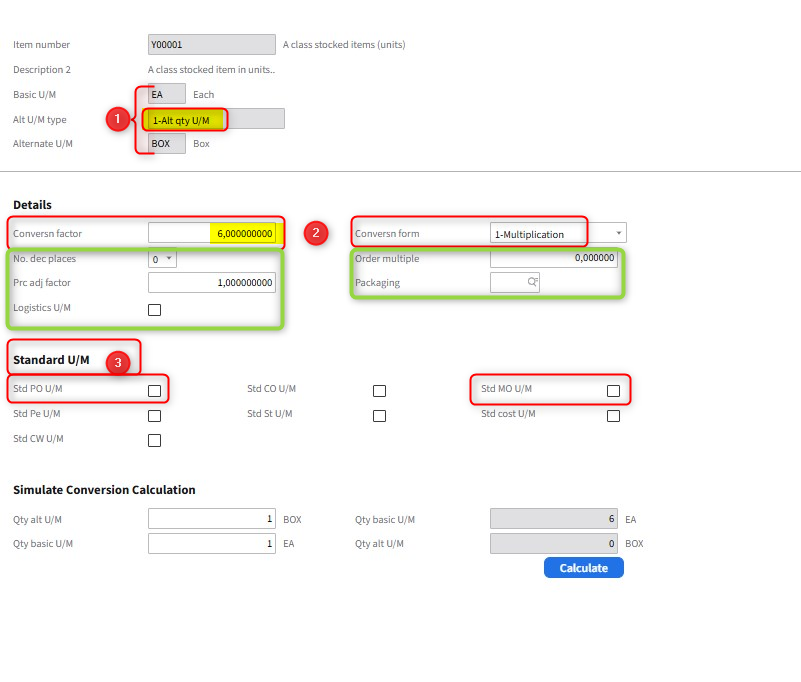 Item number Y00001 A class stocked items (units)
Description 2 A class stocked item in units..
Basic U/M EA Each
1 Alt U/M type 1-Alt qty U/M
Alternate U/M BOX Box
Details
Conversn factor 6,000000000 2 Conversn form 1-Multiplication
No. dec places 0 Order multiple 0,000000
Prc adj factor 1,000000000 Packaging
Logistics U/M
Standard U/M 3
Std PO U/M Std CO U/M Std MO U/M
Std Pe U/M Std St U/M Std cost U/M
Std CW U/M
Simulate Conversion Calculation
Qty alt U/M 1 BOX Qty basic U/M 6 EA
Qty basic U/M 1 EA Qty alt U/M 0 BOX
Calculate